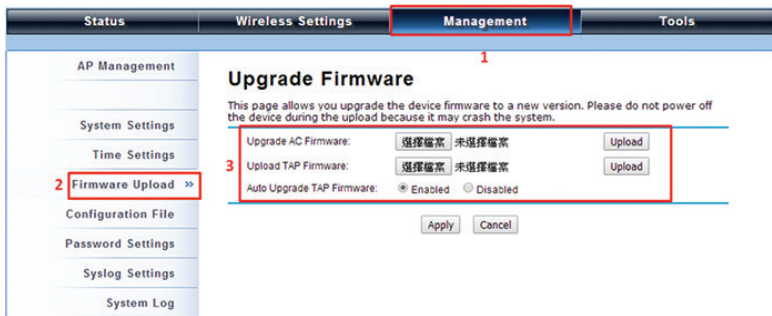 Status Wireless Settings Management Tools
1
AP Management
System Settings
Time Settings
2 Firmware Upload »
Configuration File
Password Settings
Syslog Settings
System Log
Upgrade Firmware
This page allows you upgrade the device firmware to a new version. Please do not power off
the device during the upload because it may crash the system.
3
Upgrade AC Firmware: 選擇檔案 未選擇檔案 Upload
Upload TAP Firmware: 選擇檔案 未選擇檔案 Upload
Auto Upgrade TAP Firmware: Enabled Disabled
Apply Cancel